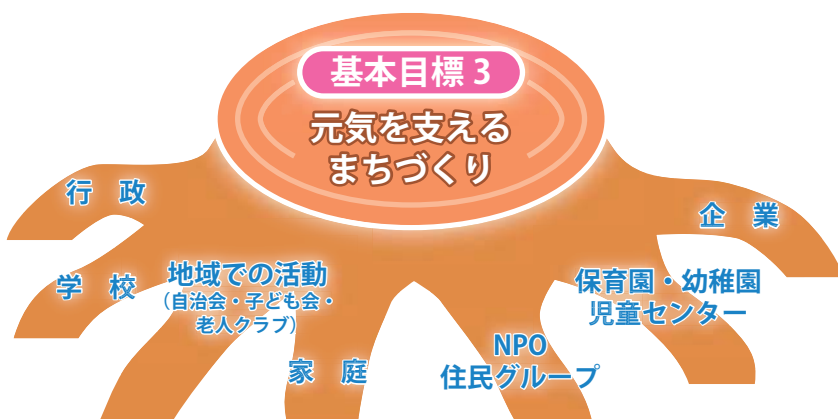 基本目標 3
元気を支える
まちづくり
行　政
企　業
学　校
地域での活動
（自治会・子ども会・
老人クラブ）
保育園・幼稚園
児童センター
家　庭
NPO
住民グループ